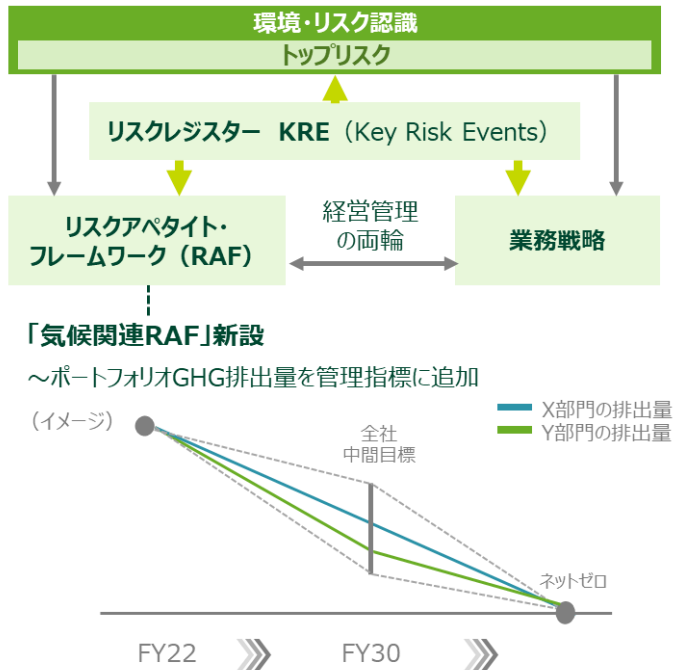 環境・リスク認識
トップリスク
リスクレジスター KRE（Key Risk Events）
リスクアペタイト・
フレームワーク（RAF）
経営管理
の両輪
業務戦略
「気候関連RAF」新設
～ポートフォリオGHG排出量を管理指標に追加
（イメージ）
X部門の排出量
Y部門の排出量
全社
中間目標
ネットゼロ
FY22
FY30